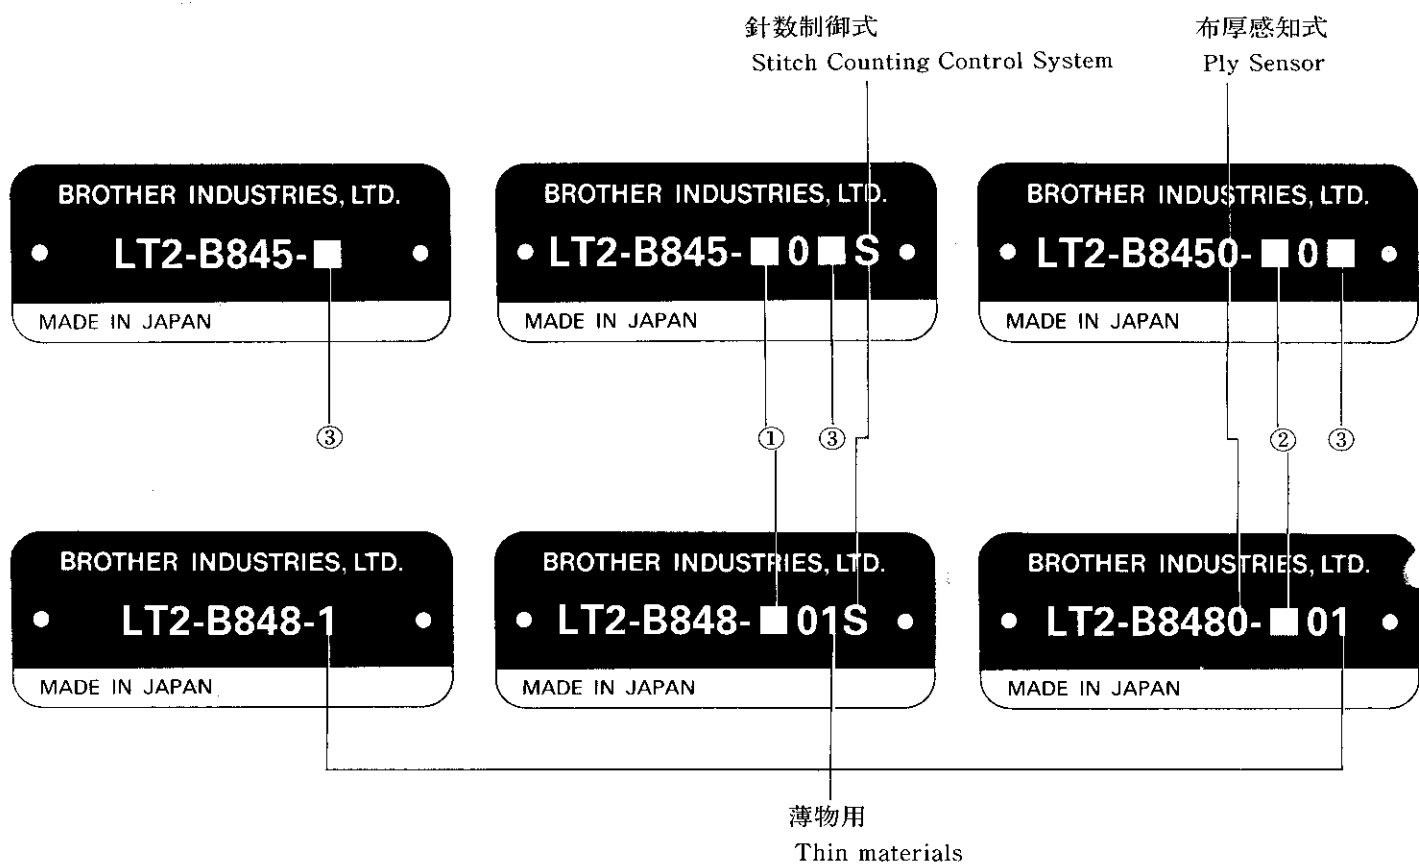 針数制御式
Stitch Counting Control System
布厚感知式
Ply Sensor
BROTHER INDUSTRIES, LTD.
LT2-B845-■
MADE IN JAPAN
BROTHER INDUSTRIES, LTD.
LT2-B845-■0■S
MADE IN JAPAN
BROTHER INDUSTRIES, LTD.
LT2-B8450-■0■
MADE IN JAPAN
③
① ③
② ③
BROTHER INDUSTRIES, LTD.
LT2-B848-1
MADE IN JAPAN
BROTHER INDUSTRIES, LTD.
LT2-B848-■01S
MADE IN JAPAN
BROTHER INDUSTRIES, LTD.
LT2-B8480-■01
MADE IN JAPAN
薄物用
Thin materials